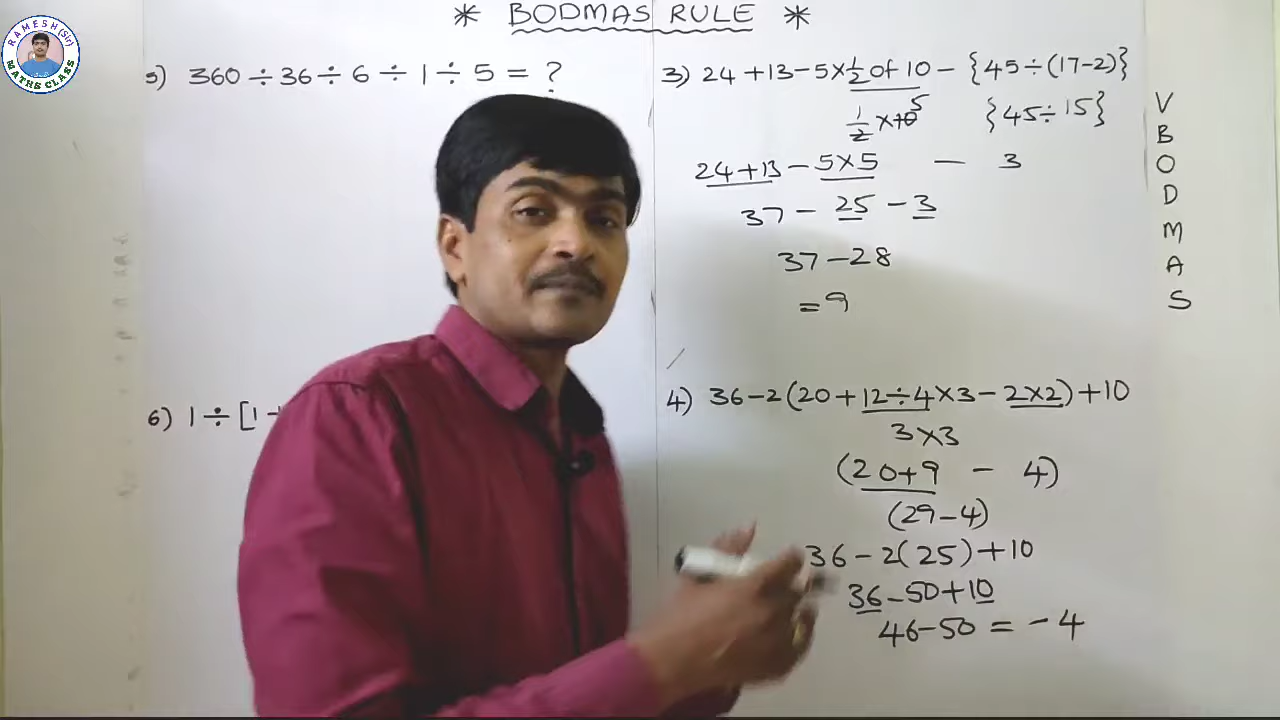 * BODMAS RULE *
RAMESH (Sir)
MATHS CLASS
5) 360 ÷ 36 ÷ 6 ÷ 1 ÷ 5 = ?
6) 1 ÷ [1 -
3) 24 + 13 - 5 × 1/2 of 10 - {45 ÷ (17 - 2)}
1/2 × 10 5 {45 ÷ 15}
24 + 13 - 5 × 5 - 3
37 - 25 - 3
37 - 28
= 9
4) 36 - 2 (20 + 12 ÷ 4 × 3 - 2 × 2) + 10
3 × 3
(20 + 9 - 4)
(29 - 4)
36 - 2 (25) + 10
36 - 50 + 10
46 - 50 = - 4
V
B
O
D
M
A
S